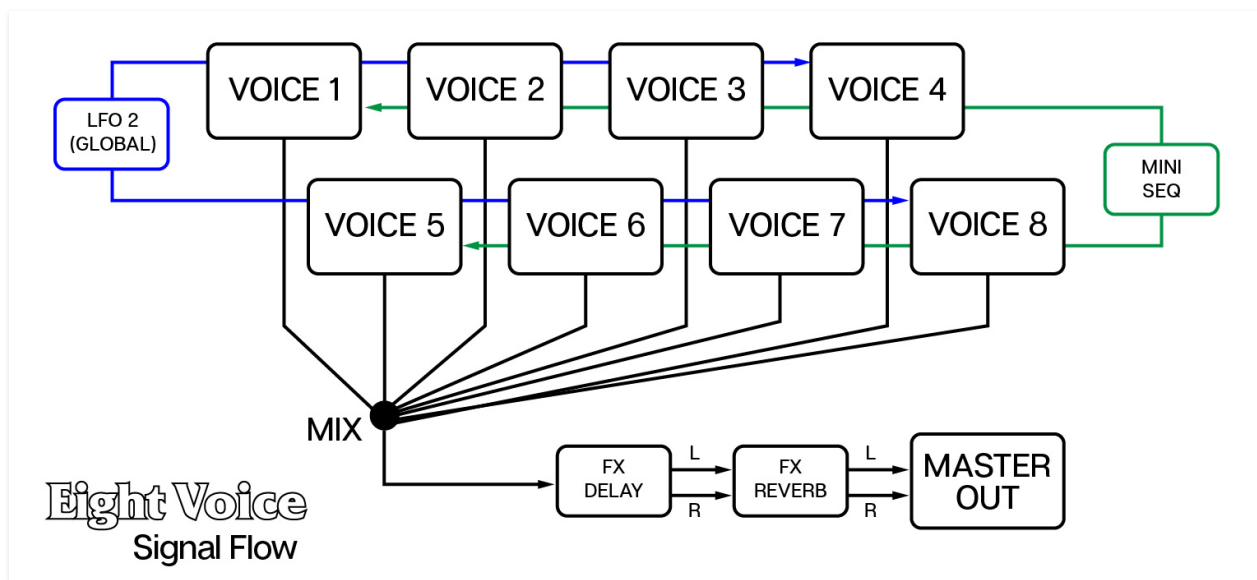 VOICE 1
VOICE 2
VOICE 3
VOICE 4
LFO 2
(GLOBAL)
MINI
SEQ
VOICE 5
VOICE 6
VOICE 7
VOICE 8
MIX
FX
DELAY
L
R
FX
REVERB
L
R
MASTER
OUT
Eight Voice
Signal Flow